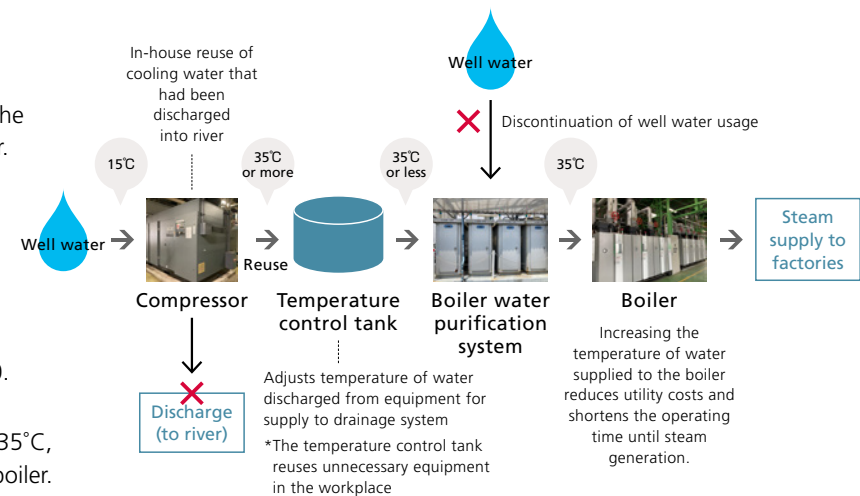 he
r.
).
35˚C,
boiler.
In-house reuse of
cooling water that
had been
discharged
into river
Well water
Discontinuation of well water usage
15℃
35℃
or more
35℃
or less
35℃
Well water
Reuse
Steam
supply to
factories
Compressor
Temperature
control tank
Boiler water
purification
system
Boiler
Discharge
(to river)
Adjusts temperature of water
discharged from equipment for
supply to drainage system
*The temperature control tank
reuses unnecessary equipment
in the workplace
Increasing the
temperature of water
supplied to the boiler
reduces utility costs and
shortens the operating
time until steam
generation.